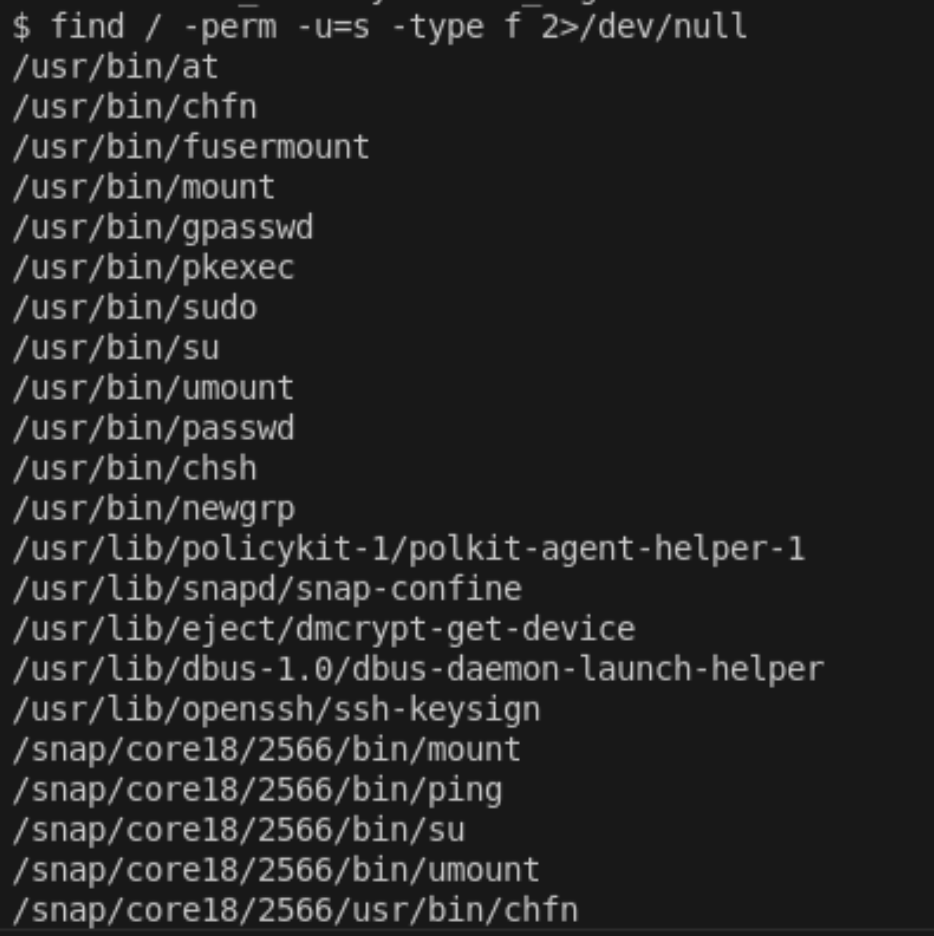 $ find / -perm -u=s -type f 2>/dev/null
/usr/bin/at
/usr/bin/chfn
/usr/bin/fusermount
/usr/bin/mount
/usr/bin/gpasswd
/usr/bin/pkexec
/usr/bin/sudo
/usr/bin/su
/usr/bin/umount
/usr/bin/passwd
/usr/bin/chsh
/usr/bin/newgrp
/usr/lib/policykit-1/polkit-agent-helper-1
/usr/lib/snapd/snap-confine
/usr/lib/eject/dmcrypt-get-device
/usr/lib/dbus-1.0/dbus-daemon-launch-helper
/usr/lib/openssh/ssh-keysign
/snap/core18/2566/bin/mount
/snap/core18/2566/bin/ping
/snap/core18/2566/bin/su
/snap/core18/2566/bin/umount
/snap/core18/2566/usr/bin/chfn